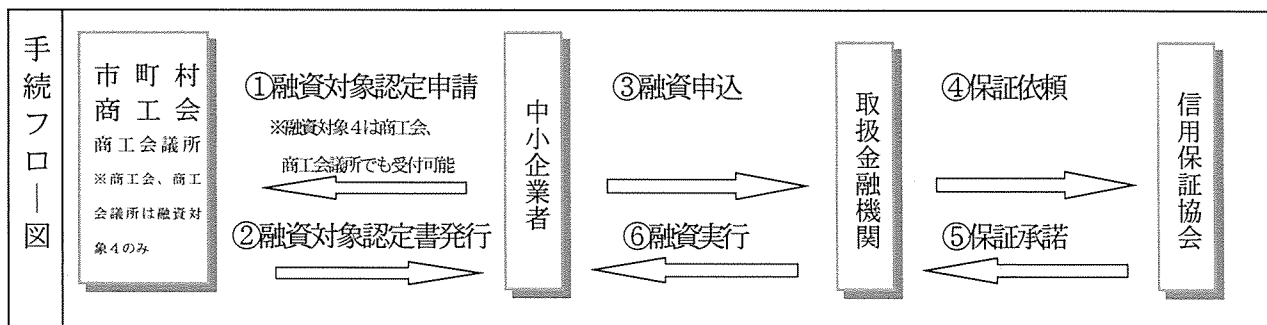 手続フロー図
市町村
商工会
商工会議所
※商工会、商工
会議所は融資対
象4のみ
①融資対象認定申請
※融資対象4は商工会、
商工会議所でも受付可能
②融資対象認定書発行
中小企業者
③融資申込
⑥融資実行
取扱金融機関
④保証依頼
⑤保証承諾
信用保証協会